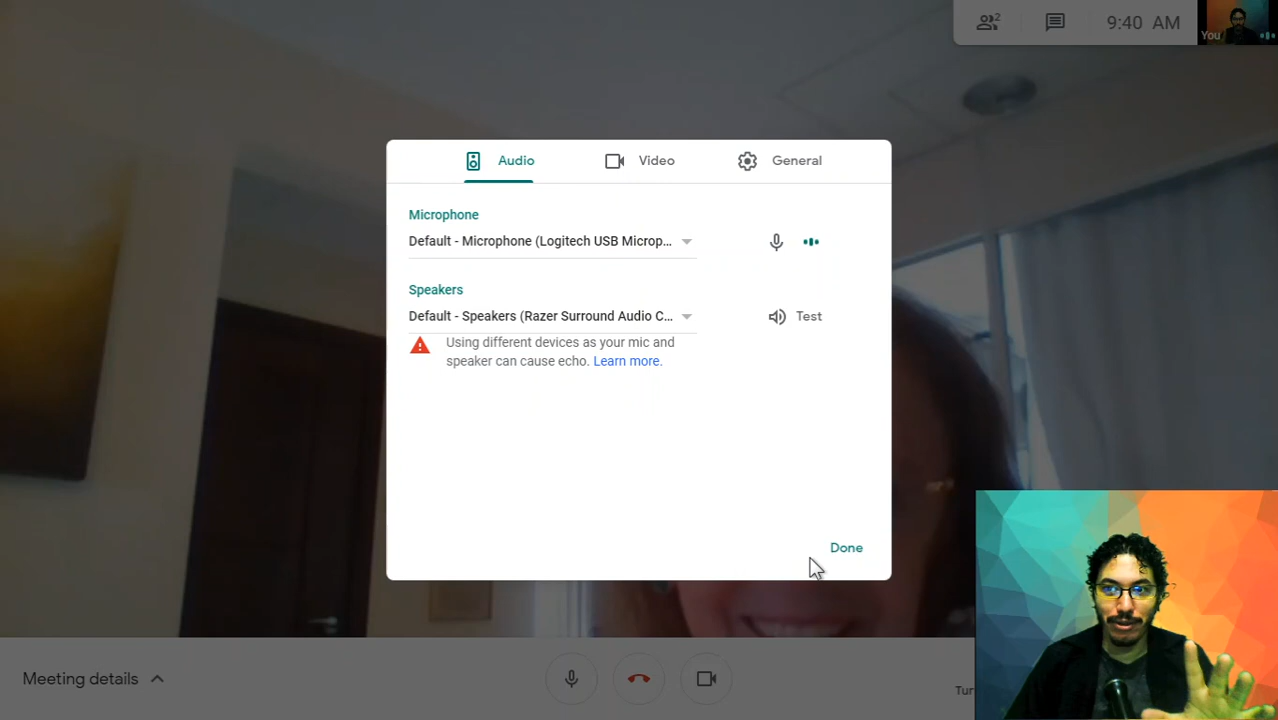 2
9:40 AM
You
Audio
Video
General
Microphone
Default - Microphone (Logitech USB Microp...
Speakers
Default - Speakers (Razer Surround Audio C...
Test
Using different devices as your mic and
speaker can cause echo. Learn more.
Done
Meeting details